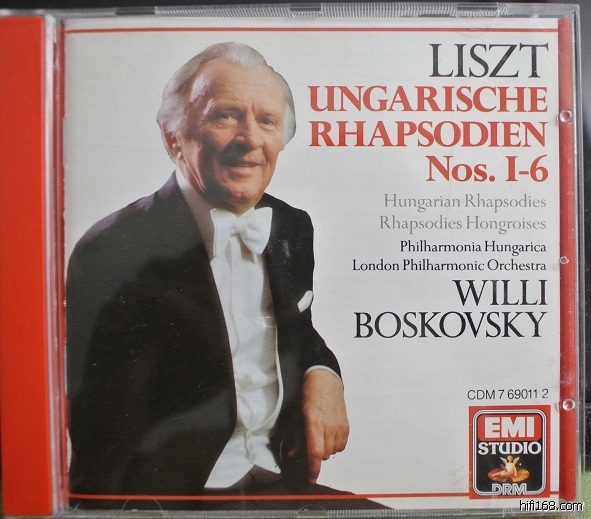 LISZT
UNGARISCHE
RHAPSODIEN
Nos. 1-6
Hungarian Rhapsodies
Rhapsodies Hongroises
Philharmonia Hungarica
London Philharmonic Orchestra
WILLI
BOSKOVSKY
CDM 7 69011 2
EMI
STUDIO
DRM
hifi168.com